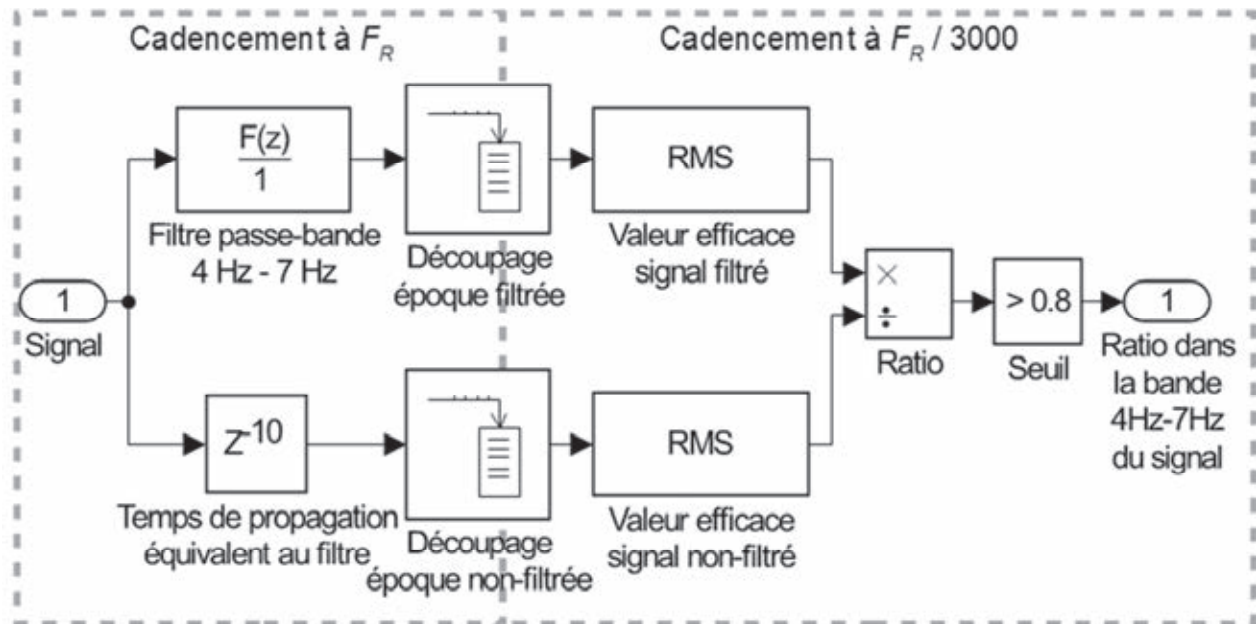 Cadencement à F_R
Cadencement à F_R / 3000
F(z)
1
Filtre passe-bande
4 Hz - 7 Hz
Découpage
époque filtrée
RMS
Valeur efficace
signal filtré
1
Signal
×
÷
Ratio
> 0.8
Seuil
1
Ratio dans
la bande
4Hz-7Hz
du signal
Z-10
Temps de propagation
équivalent au filtre
Découpage
époque non-filtrée
RMS
Valeur efficace
signal non-filtré